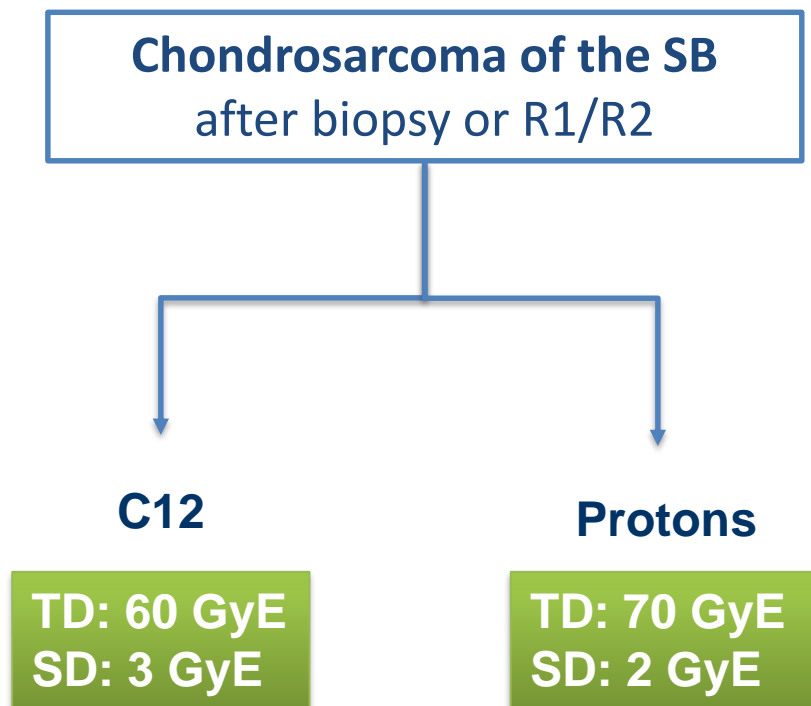 Chondrosarcoma of the SB
after biopsy or R1/R2
C12
TD: 60 GyE
SD: 3 GyE
Protons
TD: 70 GyE
SD: 2 GyE